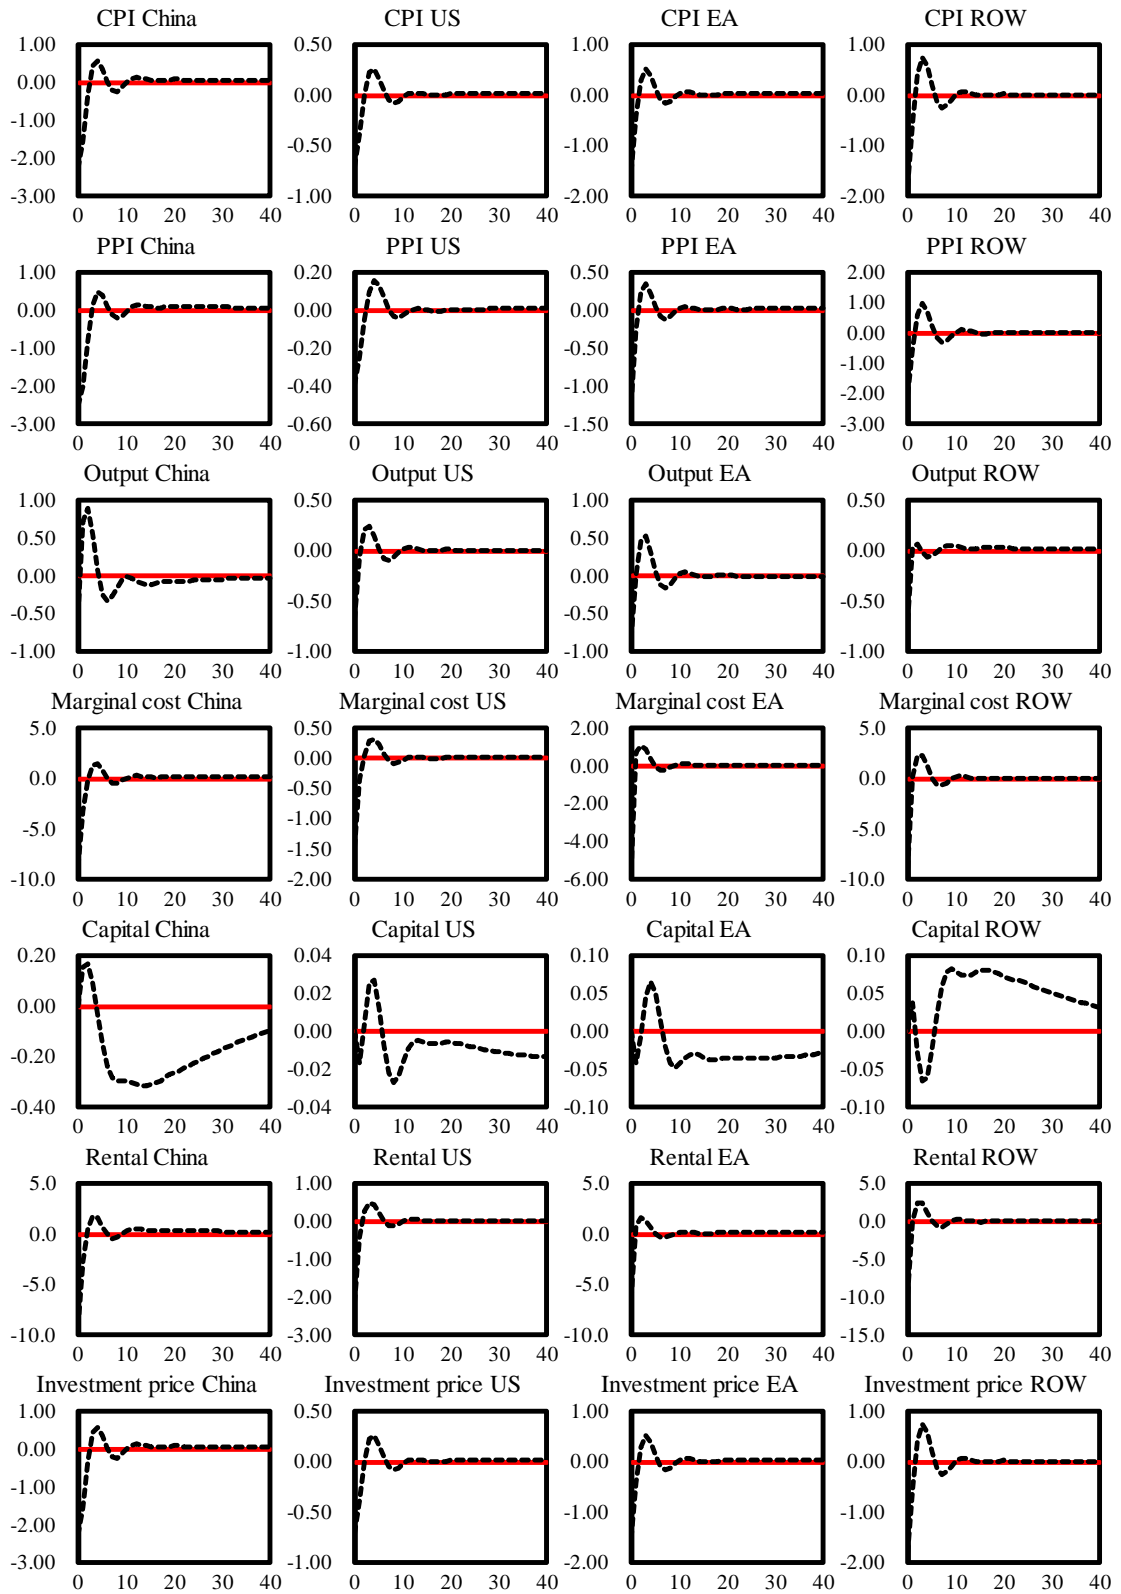 CPI China
1.00
0.00
-1.00
-2.00
-3.00
0 10 20 30 40
CPI US
0.50
0.00
-0.50
-1.00
0 10 20 30 40
CPI EA
1.00
0.00
-1.00
-2.00
0 10 20 30 40
CPI ROW
1.00
0.00
-1.00
-2.00
0 10 20 30 40
PPI China
1.00
0.00
-1.00
-2.00
-3.00
0 10 20 30 40
PPI US
0.20
0.00
-0.20
-0.40
-0.60
0 10 20 30 40
PPI EA
0.50
0.00
-0.50
-1.00
-1.50
0 10 20 30 40
PPI ROW
2.00
1.00
0.00
-1.00
-2.00
-3.00
0 10 20 30 40
Output China
1.00
0.50
0.00
-0.50
-1.00
0 10 20 30 40
Output US
0.50
0.00
-0.50
-1.00
0 10 20 30 40
Output EA
1.00
0.50
0.00
-0.50
-1.00
0 10 20 30 40
Output ROW
0.50
0.00
-0.50
-1.00
0 10 20 30 40
Marginal cost China
5.0
0.0
-5.0
-10.0
0 10 20 30 40
Marginal cost US
0.50
0.00
-0.50
-1.00
-1.50
-2.00
0 10 20 30 40
Marginal cost EA
2.00
0.00
-2.00
-4.00
-6.00
0 10 20 30 40
Marginal cost ROW
5.0
0.0
-5.0
-10.0
0 10 20 30 40
Capital China
0.20
0.00
-0.20
-0.40
0 10 20 30 40
Capital US
0.04
0.02
0.00
-0.02
-0.04
0 10 20 30 40
Capital EA
0.10
0.05
0.00
-0.05
-0.10
0 10 20 30 40
Capital ROW
0.10
0.05
0.00
-0.05
-0.10
0 10 20 30 40
Rental China
5.0
0.0
-5.0
-10.0
0 10 20 30 40
Rental US
1.00
0.00
-1.00
-2.00
-3.00
0 10 20 30 40
Rental EA
5.0
0.0
-5.0
-10.0
0 10 20 30 40
Rental ROW
5.0
0.0
-5.0
-10.0
-15.0
0 10 20 30 40
Investment price China
1.00
0.00
-1.00
-2.00
-3.00
0 10 20 30 40
Investment price US
0.50
0.00
-0.50
-1.00
0 10 20 30 40
Investment price EA
1.00
0.00
-1.00
-2.00
0 10 20 30 40
Investment price ROW
1.00
0.00
-1.00
-2.00
0 10 20 30 40